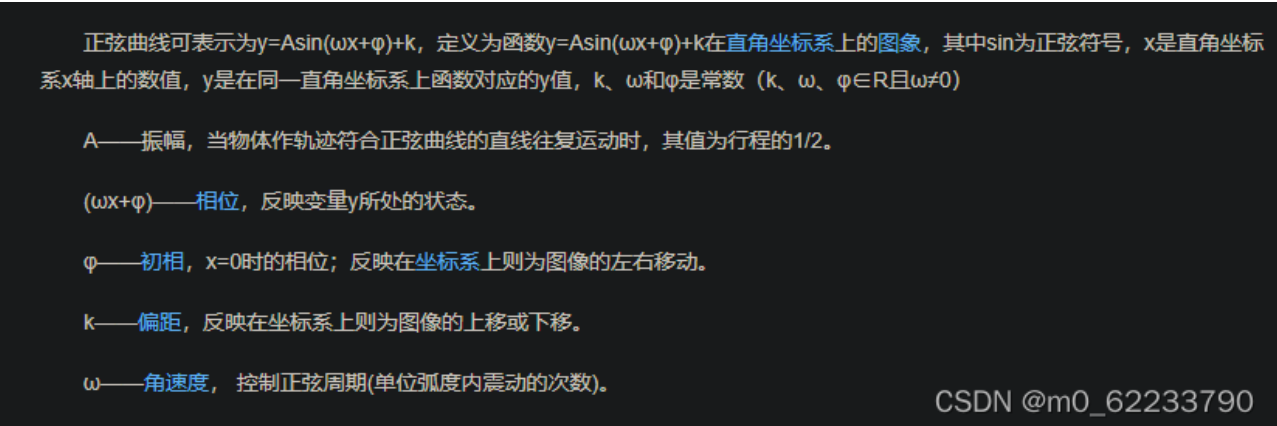 正弦曲线可表示为y=Asin(ωx+φ)+k，定义为函数y=Asin(ωx+φ)+k在直角坐标系上的图象，其中sin为正弦符号，x是直角坐标
系x轴上的数值，y是在同一直角坐标系上函数对应的y值，k、ω和φ是常数（k、ω、φ∈R且ω≠0）
A——振幅，当物体作轨迹符合正弦曲线的直线往复运动时，其值为行程的1/2。
(ωx+φ)——相位，反映变量y所处的状态。
φ——初相，x=0时的相位；反映在坐标系上则为图像的左右移动。
k——偏距，反映在坐标系上则为图像的上移或下移。
ω——角速度， 控制正弦周期(单位弧度内震动的次数)。
CSDN @m0_62233790